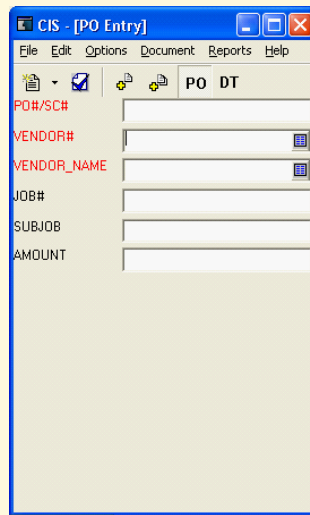 CIS - [PO Entry]
File Edit Options Document Reports Help
PO DT
PO#/SC#
VENDOR#
VENDOR_NAME
JOB#
SUBJOB
AMOUNT